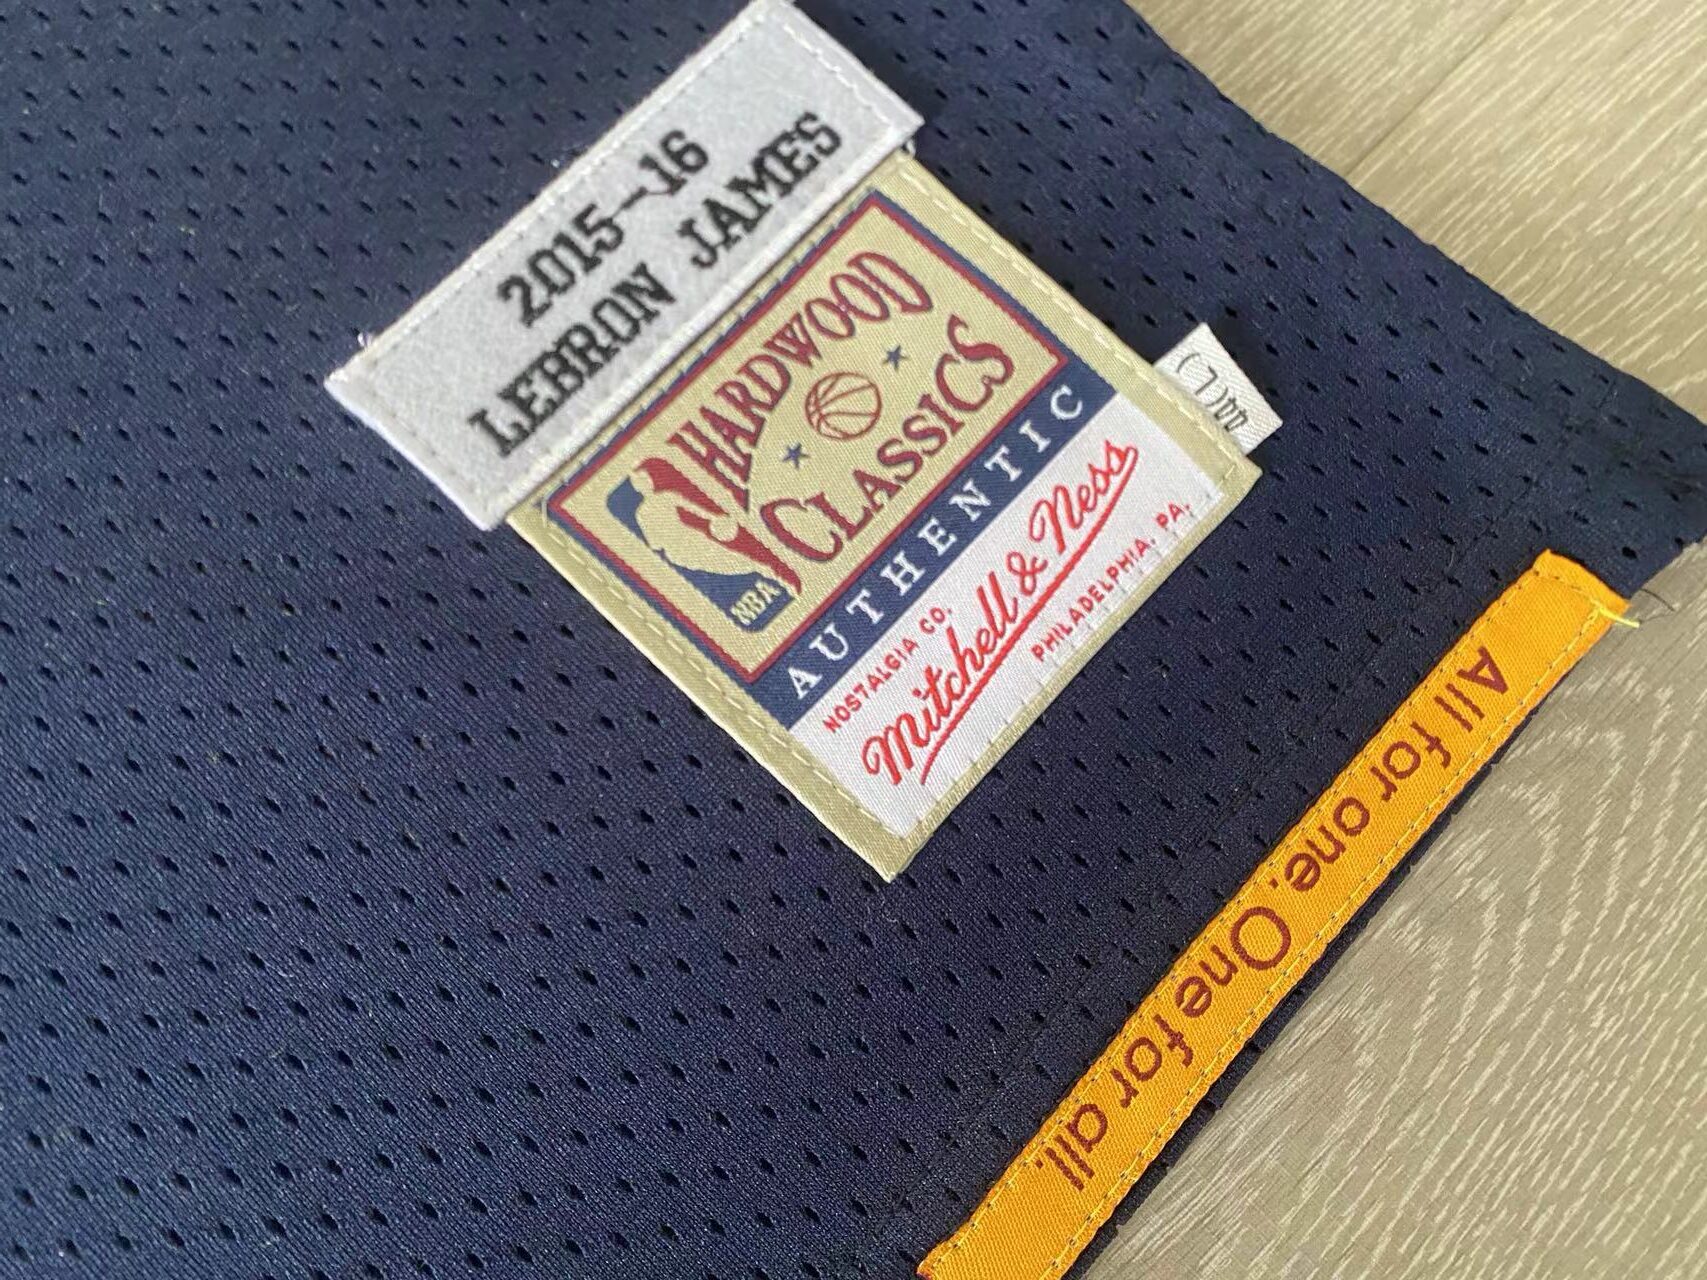 2015-16
LEBRON JAMES
HARDWOOD
CLASSICS
NBA
AUTHENTIC
NOSTALGIA CO.
Mitchell & Ness
PHILADELPHIA, PA.
All for one. One for all.